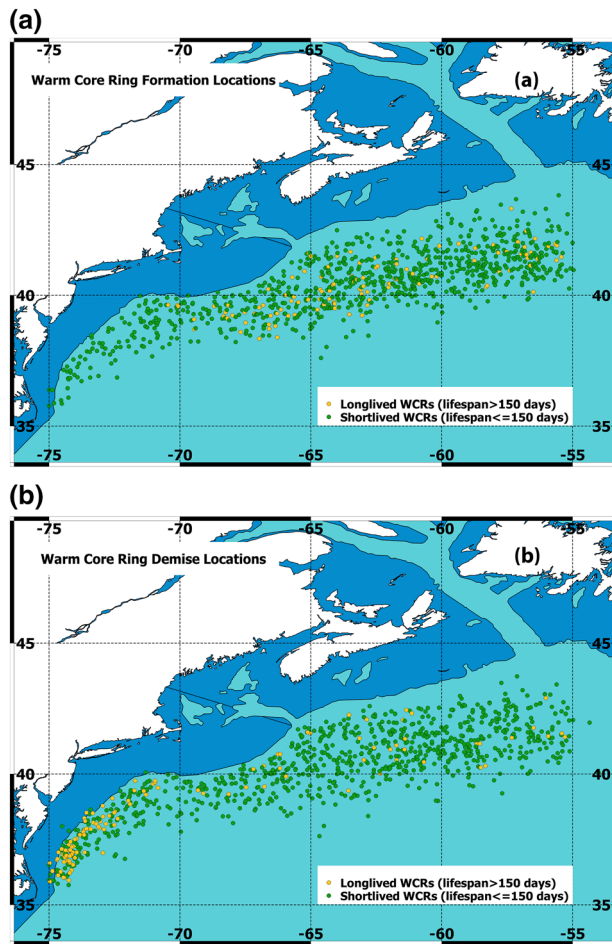 (a)
-75 -70 -65 -60 -55
Warm Core Ring Formation Locations
(a)
45 45
40 40
Longlived WCRs (lifespan>150 days)
Shortlived WCRs (lifespan<=150 days)
35 35
-75 -70 -65 -60 -55
(b)
-75 -70 -65 -60 -55
Warm Core Ring Demise Locations
(b)
45 45
40 40
Longlived WCRs (lifespan>150 days)
Shortlived WCRs (lifespan<=150 days)
35 35
-75 -70 -65 -60 -55